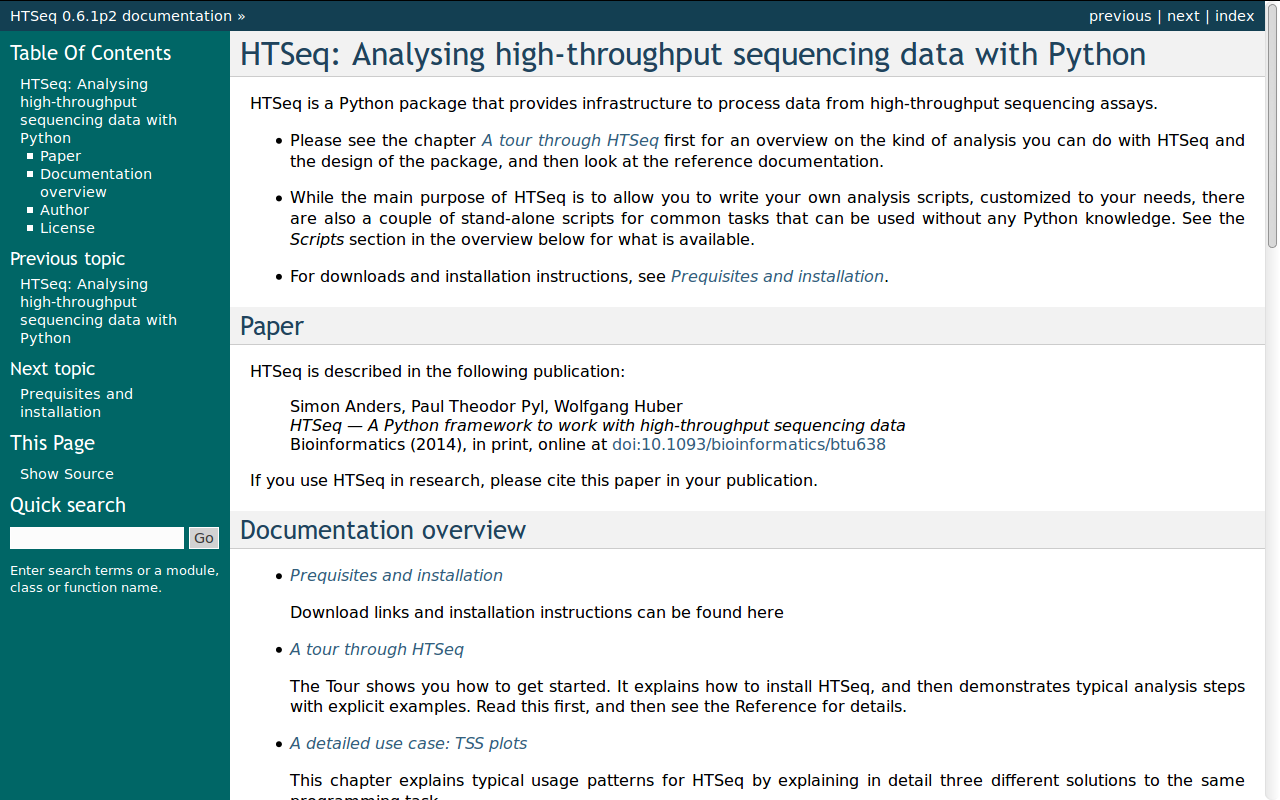 HTSeq 0.6.1p2 documentation »
previous | next | index
Table Of Contents
HTSeq: Analysing
high-throughput
sequencing data with
Python
Paper
Documentation
overview
Author
License
Previous topic
HTSeq: Analysing
high-throughput
sequencing data with
Python
Next topic
Prequisites and
installation
This Page
Show Source
Quick search
Go
Enter search terms or a module,
class or function name.
HTSeq: Analysing high-throughput sequencing data with Python
HTSeq is a Python package that provides infrastructure to process data from high-throughput sequencing assays.
Please see the chapter A tour through HTSeq first for an overview on the kind of analysis you can do with HTSeq and
the design of the package, and then look at the reference documentation.
While the main purpose of HTSeq is to allow you to write your own analysis scripts, customized to your needs, there
are also a couple of stand-alone scripts for common tasks that can be used without any Python knowledge. See the
Scripts section in the overview below for what is available.
For downloads and installation instructions, see Prequisites and installation.
Paper
HTSeq is described in the following publication:
Simon Anders, Paul Theodor Pyl, Wolfgang Huber
HTSeq — A Python framework to work with high-throughput sequencing data
Bioinformatics (2014), in print, online at doi:10.1093/bioinformatics/btu638
If you use HTSeq in research, please cite this paper in your publication.
Documentation overview
Prequisites and installation
Download links and installation instructions can be found here
A tour through HTSeq
The Tour shows you how to get started. It explains how to install HTSeq, and then demonstrates typical analysis steps
with explicit examples. Read this first, and then see the Reference for details.
A detailed use case: TSS plots
This chapter explains typical usage patterns for HTSeq by explaining in detail three different solutions to the same
programming task.